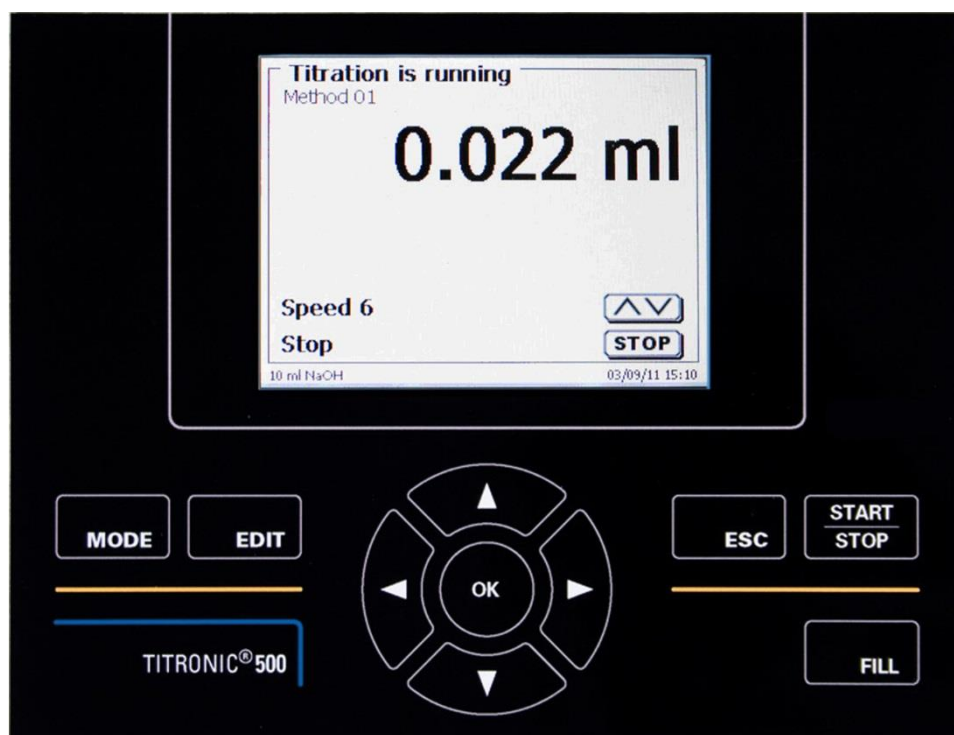 Titration is running
Method 01
0.022 ml
Speed 6
Stop STOP
10 ml NaOH 03/09/11 15:10
MODE EDIT ESC START
STOP
OK
TITRONIC®500 FILL